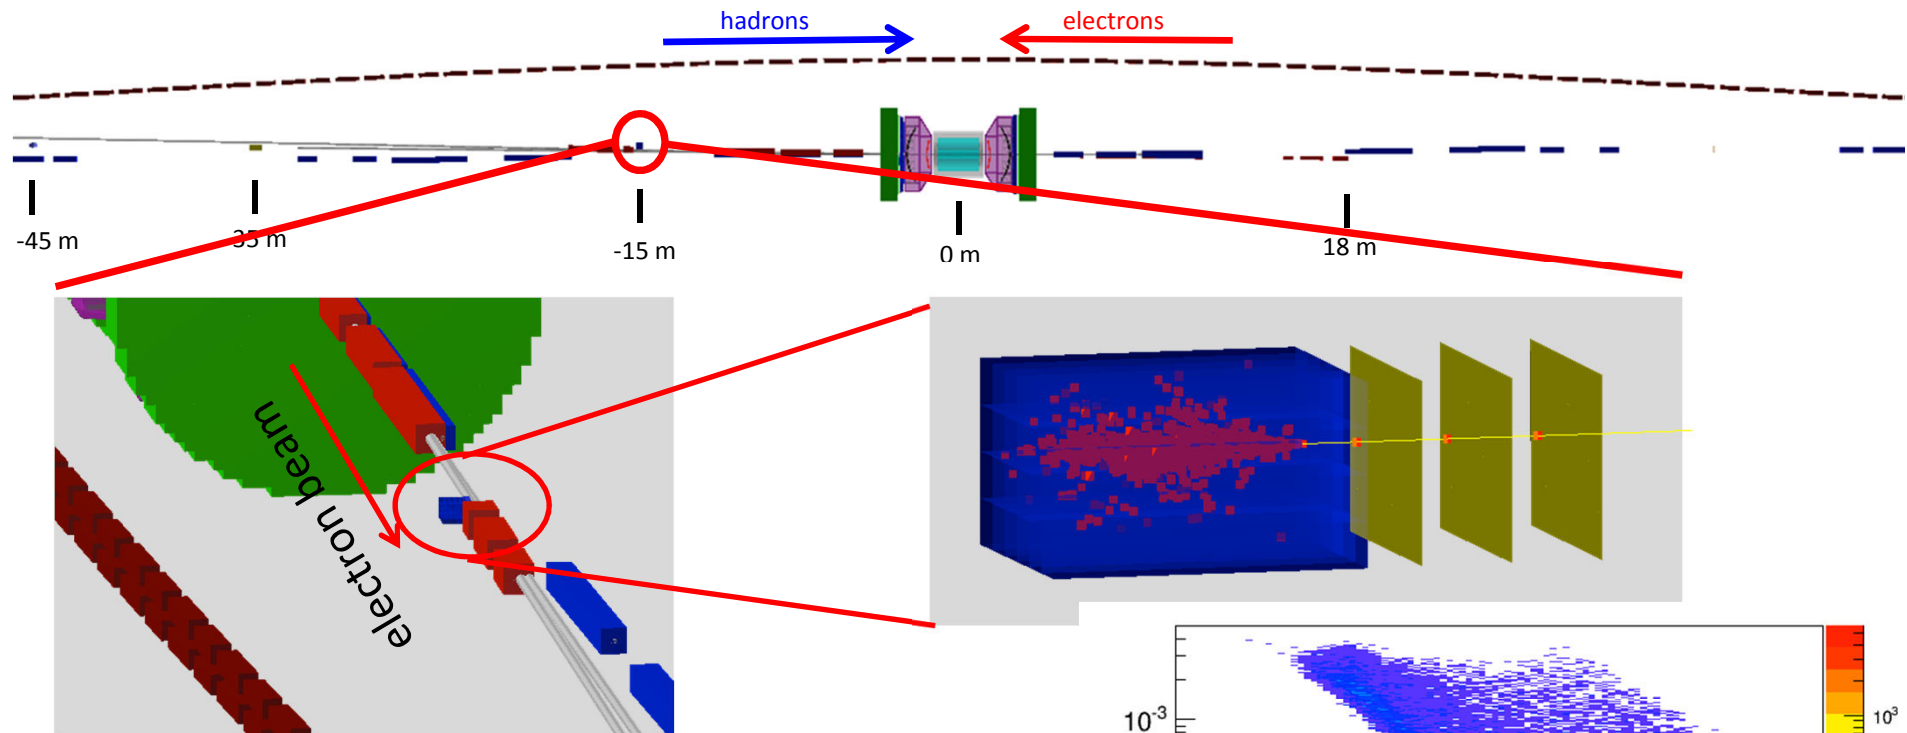 hadrons
electrons
-45 m
-35 m
-15 m
0 m
18 m
electron beam
10-3
103